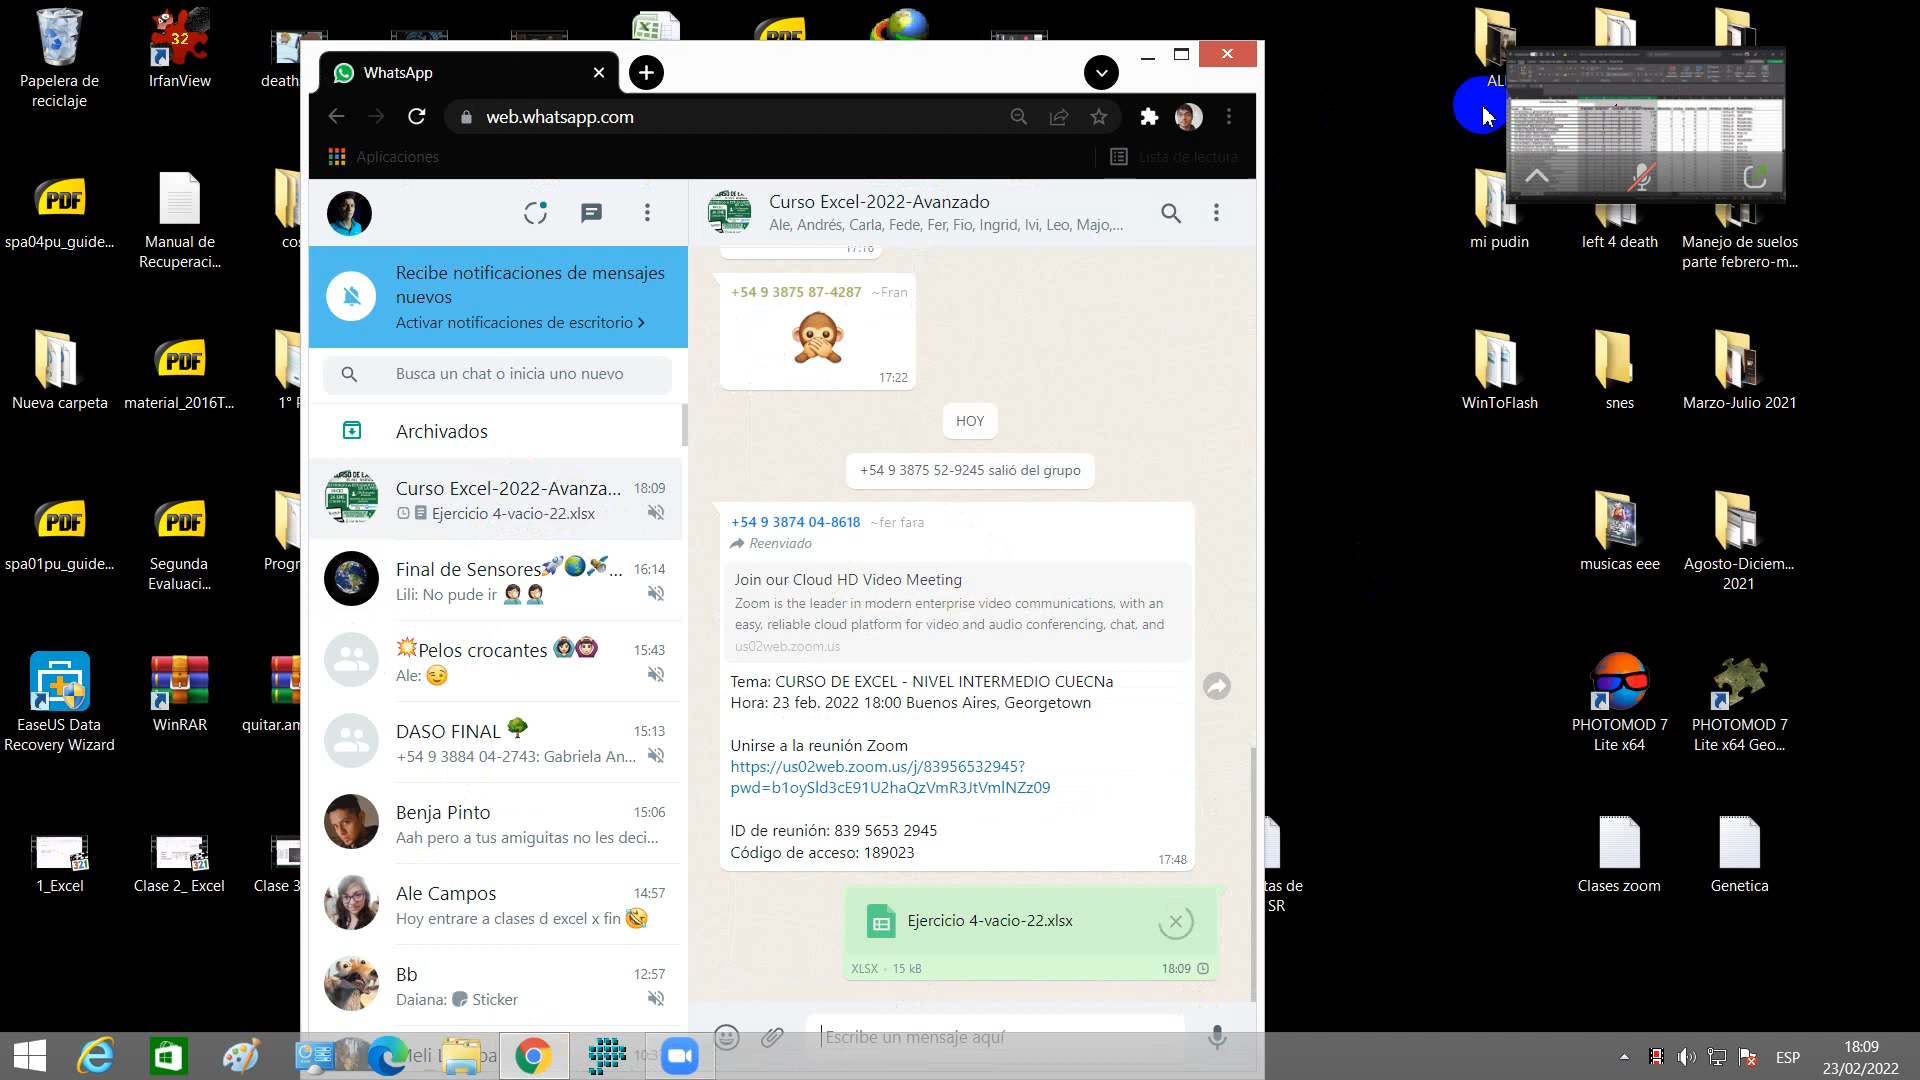 Papelera de
reciclaje
32
IrfanView
death
spa04pu_guide...
Manual de
Recuperaci...
cos
Nueva carpeta
material_2016T...
spa01pu_guide...
Segunda
Evaluaci...
Progr
EaseUS Data
Recovery Wizard
WinRAR
quitar.am
1_Excel
Clase 2_ Excel
Clase 3
WhatsApp
web.whatsapp.com
Aplicaciones
Lista de lectura
Recibe notificaciones de mensajes
nuevos
Activar notificaciones de escritorio
Busca un chat o inicia uno nuevo
Archivados
Curso Excel-2022-Avanza... 18:09
Ejercicio 4-vacio-22.xlsx
Final de Sensores🚀🌍🛰... 16:14
Lili: No pude ir
💥Pelos crocantes 15:43
Ale: 😏
DASO FINAL 🌳 15:13
+54 9 3884 04-2743: Gabriela An...
Benja Pinto 15:06
Aah pero a tus amiguitas no les deci...
Ale Campos 14:57
Hoy entrare a clases d excel x fin 🤣
Bb 12:57
Daiana: Sticker
Curso Excel-2022-Avanzado
Ale, Andrés, Carla, Fede, Fer, Fio, Ingrid, Ivi, Leo, Majo,...
17:16
+54 9 3875 87-4287 ~Fran
17:22
HOY
+54 9 3875 52-9245 salió del grupo
+54 9 3874 04-8618 ~fer fara
Reenviado
Join our Cloud HD Video Meeting
Zoom is the leader in modern enterprise video communications, with an
easy, reliable cloud platform for video and audio conferencing, chat, and
us02web.zoom.us
Tema: CURSO DE EXCEL - NIVEL INTERMEDIO CUECNa
Hora: 23 feb. 2022 18:00 Buenos Aires, Georgetown
Unirse a la reunión Zoom
https://us02web.zoom.us/j/83956532945?
pwd=b1oySld3cE91U2haQzVmR3JtVmlNZz09
ID de reunión: 839 5653 2945
Código de acceso: 189023
17:48
Ejercicio 4-vacio-22.xlsx
XLSX • 15 kB 18:09
Escribe un mensaje aquí
mi pudin
left 4 death
Manejo de suelos
parte febrero-m...
WinToFlash
snes
Marzo-Julio 2021
musicas eee
Agosto-Diciem...
2021
PHOTOMOD 7
Lite x64
PHOTOMOD 7
Lite x64 Geo...
tas de
SR
Clases zoom
Genetica
ESP
18:09
23/02/2022